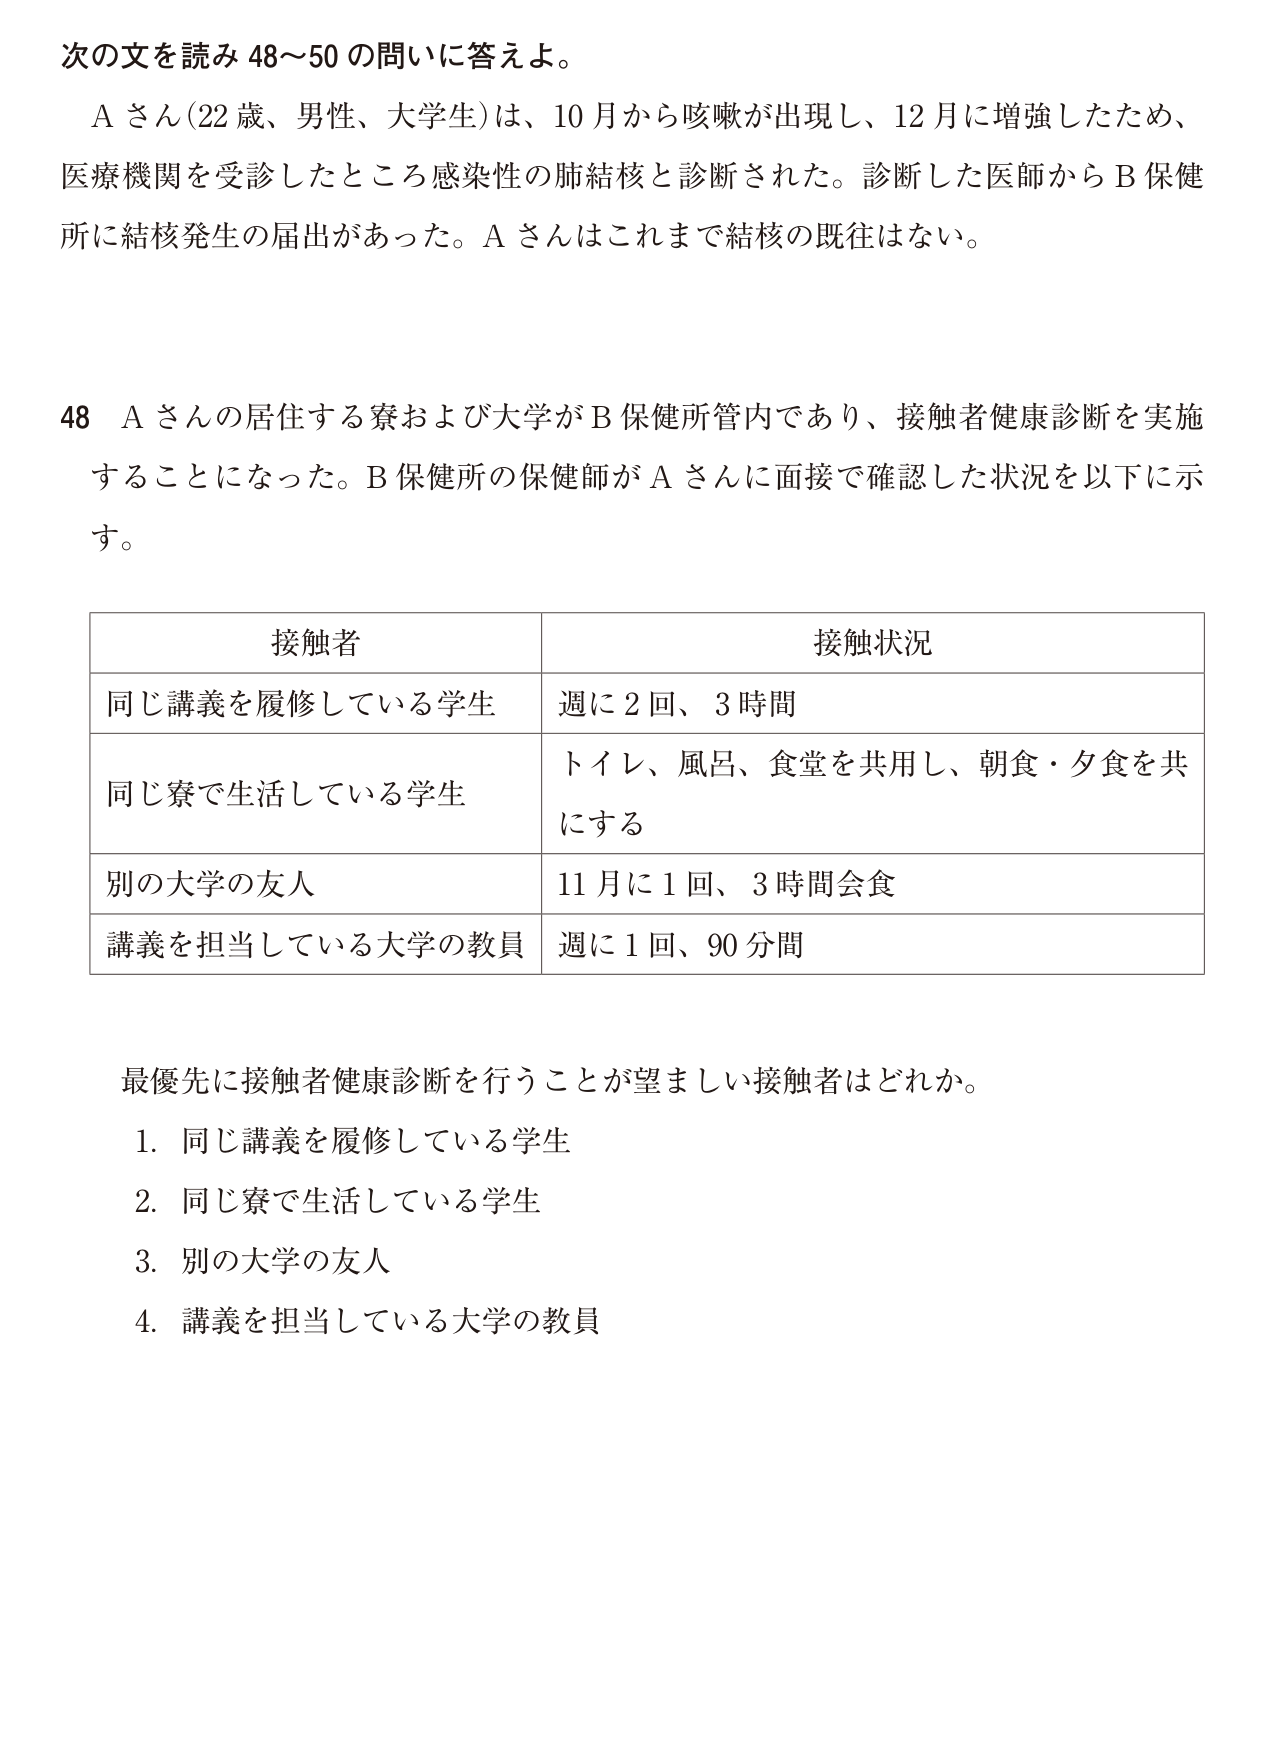 次の文を読み 48～50 の問いに答えよ。
A さん(22 歳、男性、大学生)は、10 月から咳嗽が出現し、12 月に増強したため、
医療機関を受診したところ感染性の肺結核と診断された。診断した医師から B 保健
所に結核発生の届出があった。A さんはこれまで結核の既往はない。
48 A さんの居住する寮および大学が B 保健所管内であり、接触者健康診断を実施
することになった。B 保健所の保健師が A さんに面接で確認した状況を以下に示
す。
接触者 接触状況
同じ講義を履修している学生 週に 2 回、3 時間
同じ寮で生活している学生 トイレ、風呂、食堂を共用し、朝食・夕食を共
にする
別の大学の友人 11 月に 1 回、3 時間会食
講義を担当している大学の教員 週に 1 回、90 分間
最優先に接触者健康診断を行うことが望ましい接触者はどれか。
1. 同じ講義を履修している学生
2. 同じ寮で生活している学生
3. 別の大学の友人
4. 講義を担当している大学の教員